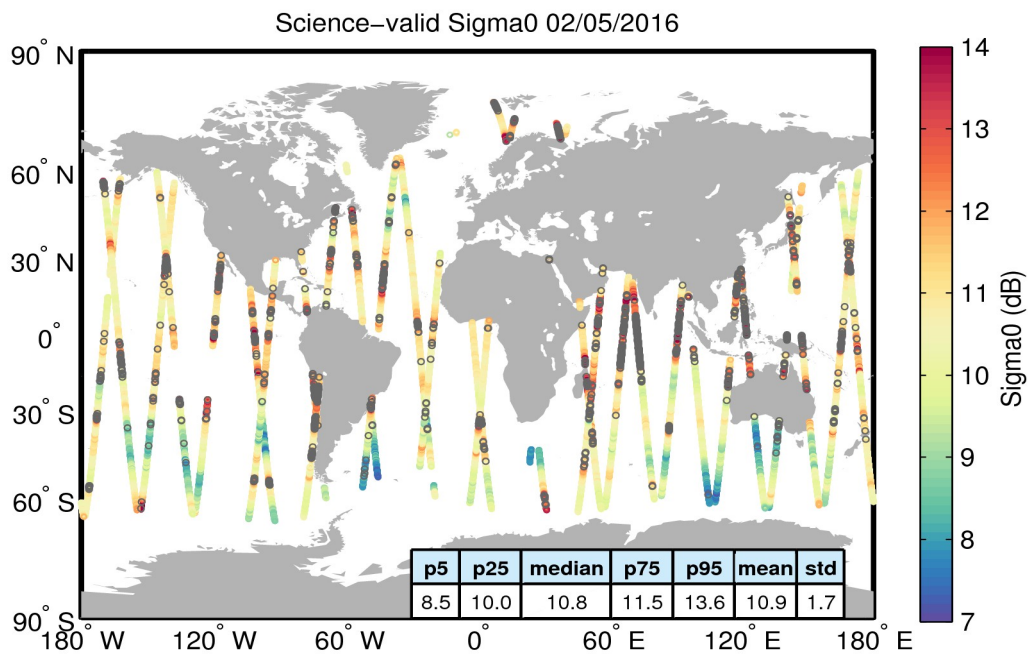 Science−valid Sigma0 02/05/2016
90° N
60° N
30° N
0°
30° S
60° S
90° S
180° W
120° W
60° W
0°
60° E
120° E
180° E
p5 p25 median p75 p95 mean std
8.5 10.0 10.8 11.5 13.6 10.9 1.7
14
13
12
11
10
9
8
7
Sigma0 (dB)